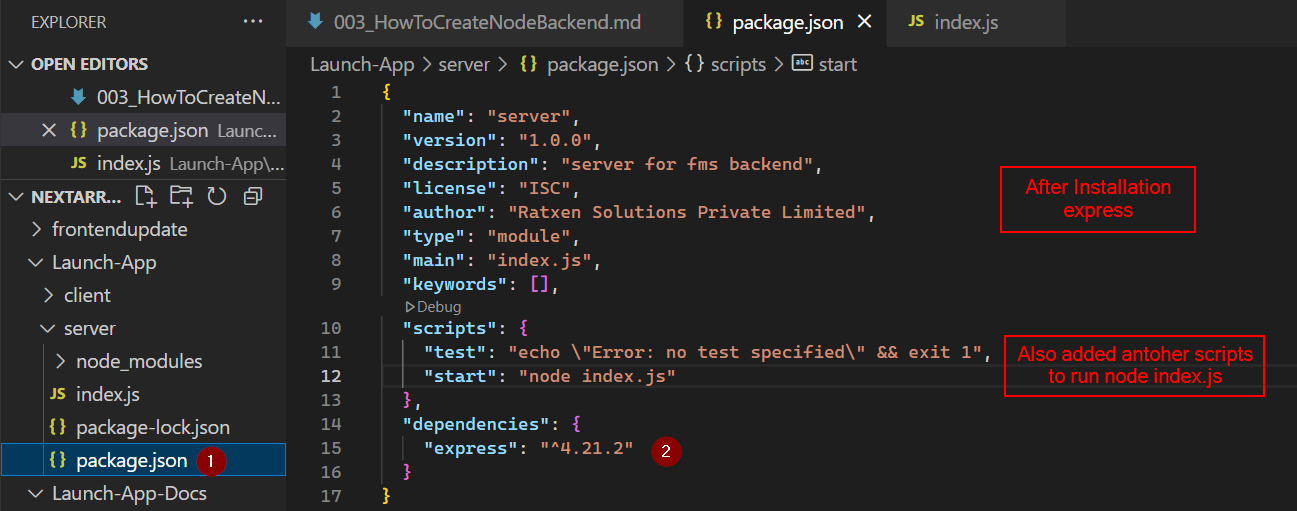 EXPLORER
···
OPEN EDITORS
003_HowToCreateN...
package.json Launc...
JS index.js Launch-App\...
NEXTARR...
frontendupdate
Launch-App
client
server
node_modules
JS index.js
{} package-lock.json
{} package.json 1
Launch-App-Docs
003_HowToCreateNodeBackend.md
{} package.json
JS index.js
Launch-App > server > {} package.json > {} scripts > abc start
1 {
2 "name": "server",
3 "version": "1.0.0",
4 "description": "server for fms backend",
5 "license": "ISC",
6 "author": "Ratxen Solutions Private Limited",
7 "type": "module",
8 "main": "index.js",
9 "keywords": [],
Debug
10 "scripts": {
11 "test": "echo \"Error: no test specified\" && exit 1",
12 "start": "node index.js"
13 },
14 "dependencies": {
15 "express": "^4.21.2" 2
16 }
17 }
After Installation
express
Also added antoher scripts
to run node index.js